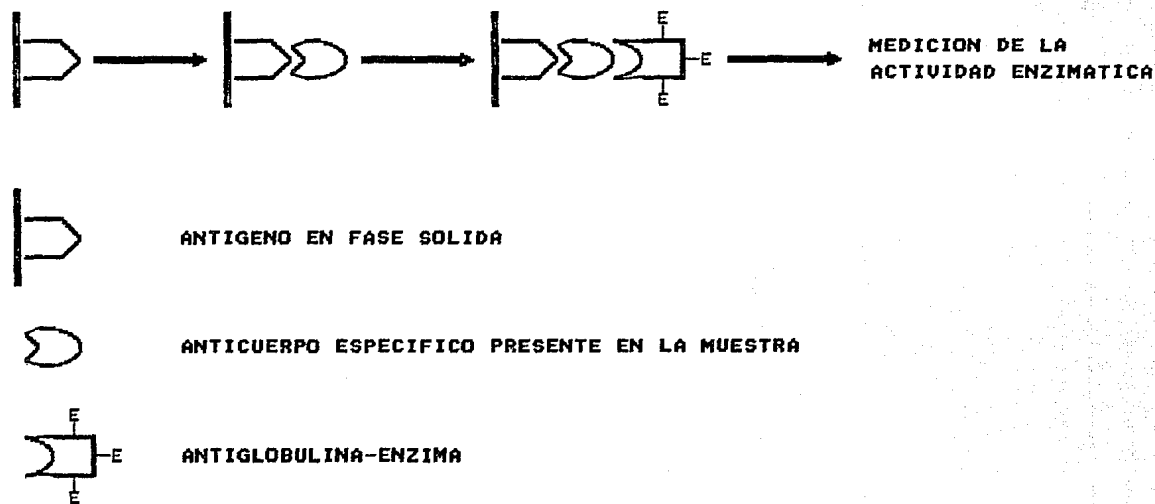 E
E
E
MEDICION DE LA
ACTIVIDAD ENZIMATICA
ANTIGENO EN FASE SOLIDA
ANTICUERPO ESPECIFICO PRESENTE EN LA MUESTRA
E
E
E
ANTIGLOBULINA-ENZIMA